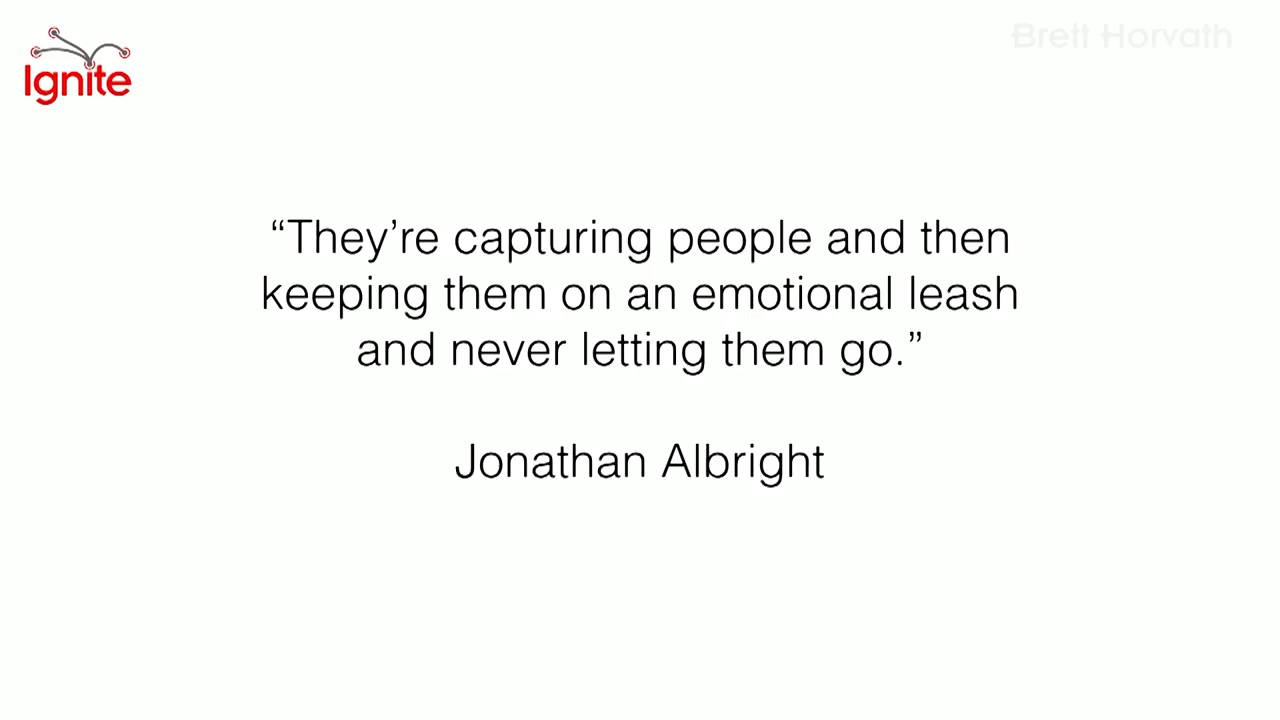 Brett Horvath
Ignite
“They’re capturing people and then
keeping them on an emotional leash
and never letting them go.”
Jonathan Albright